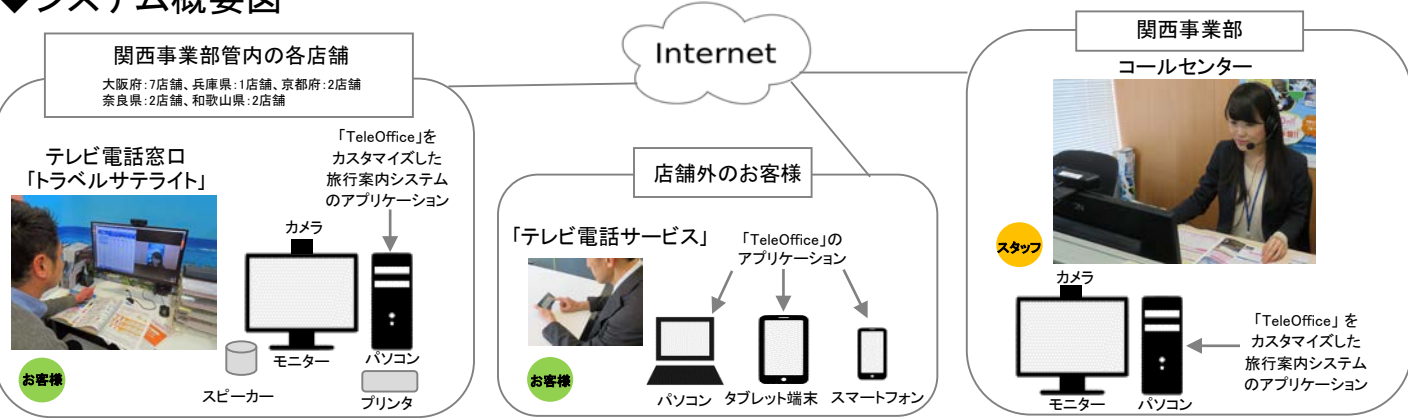 ◆システム概要図
関西事業部管内の各店舗
大阪府:7店舗、兵庫県:1店舗、京都府:2店舗
奈良県:2店舗、和歌山県:2店舗
テレビ電話窓口
「トラベルサテライト」
「TeleOffice」を
カスタマイズした
旅行案内システム
のアプリケーション
カメラ
モニター
パソコン
スピーカー
プリンタ
お客様
Internet
店舗外のお客様
「テレビ電話サービス」
「TeleOffice」の
アプリケーション
お客様
パソコン
タブレット端末
スマートフォン
関西事業部
コールセンター
スタッフ
カメラ
モニター
パソコン
「TeleOffice」を
カスタマイズした
旅行案内システム
のアプリケーション